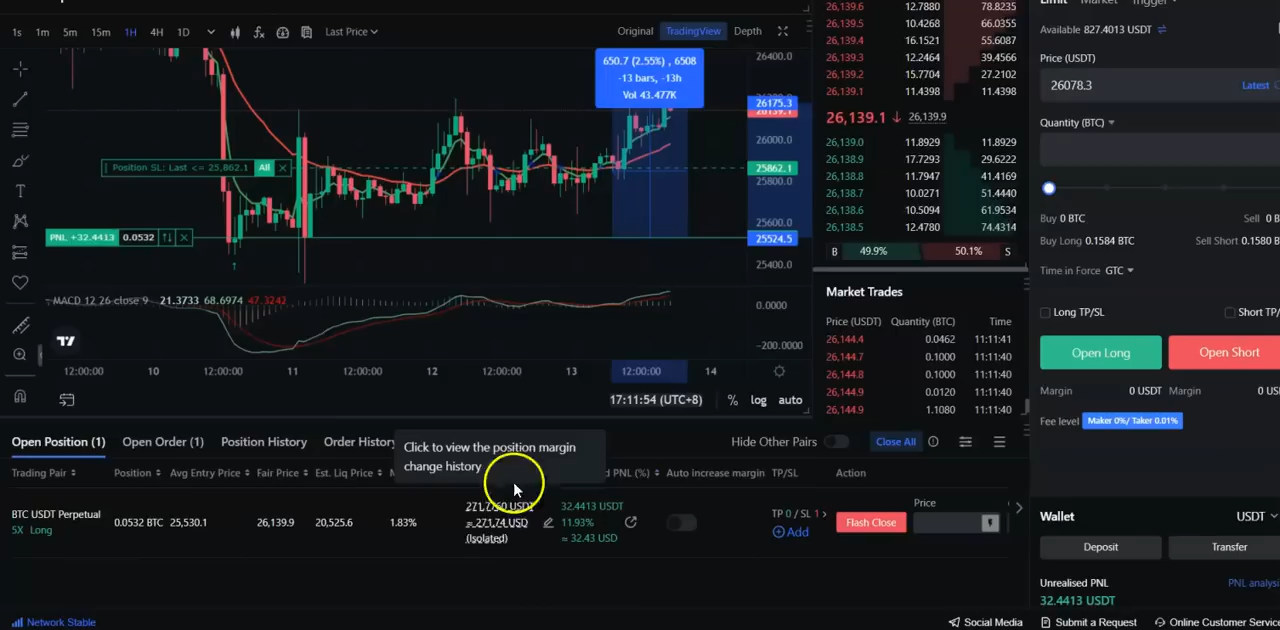 1s 1m 5m 15m 1H 4H 1D Last Price Original TradingView Depth
650.7 (2.55%) , 6508
-13 bars, -13h
Vol 43.477K
26400.0
26175.3
26139.1
26000.0
25862.1
25800.0
25600.0
25524.5
25400.0
Position SL: Last <= 25,862.1 All
PNL +32.4413 0.0532
MACD 12 26 close 9 21.3733 68.6974 47.3242
0.0000
-200.0000
12:00:00 10 12:00:00 11 12:00:00 12 12:00:00 13 12:00:00 14
17:11:54 (UTC+8) % log auto
26,139.6 12.7880 78.8235
26,139.5 10.4268 66.0355
26,139.4 16.1521 55.6087
26,139.3 12.2464 39.4566
26,139.2 15.7704 27.2102
26,139.1 11.4398 11.4398
26,139.1 26,139.9
26,139.0 11.8929 11.8929
26,138.9 17.7293 29.6222
26,138.8 11.7947 41.4169
26,138.7 10.0271 51.4440
26,138.6 10.5094 61.9534
26,138.5 12.4780 74.4314
B 49.9% 50.1% S
Market Trades
Price (USDT) Quantity (BTC) Time
26,144.4 0.0462 11:11:41
26,144.7 0.1000 11:11:40
26,144.8 0.1000 11:11:40
26,144.9 0.0120 11:11:40
26,144.9 1.1080 11:11:40
Limit Market Trigger
Available 827.4013 USDT
Price (USDT)
26078.3 Latest
Quantity (BTC)
Buy 0 BTC Sell 0 B
Buy Long 0.1584 BTC Sell Short 0.1580 B
Time in Force GTC
Long TP/SL Short TP/
Open Long Open Short
Margin 0 USDT Margin 0 US
Fee level Maker 0%/ Taker 0.01%
Open Position (1) Open Order (1) Position History Order History
Click to view the position margin
change history
Hide Other Pairs Close All
Trading Pair Position Avg Entry Price Fair Price Est. Liq Price PNL (%) Auto increase margin TP/SL Action
BTC USDT Perpetual
5X Long
0.0532 BTC 25,530.1 26,139.9 20,525.6 1.83%
≈ 271.74 USD
(Isolated)
32.4413 USDT
11.93%
≈ 32.43 USD
TP 0 / SL 1
Add
Flash Close
Price
Wallet USDT
Deposit Transfer
Unrealised PNL PNL analysi
32.4413 USDT
Network Stable Social Media Submit a Request Online Customer Service